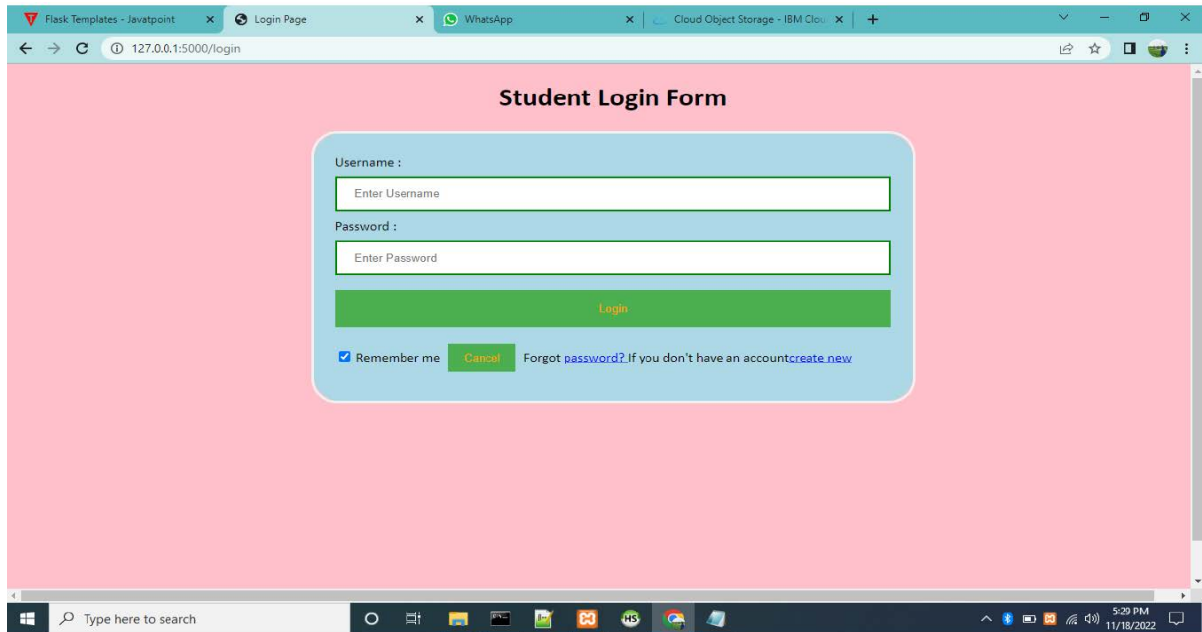 Flask Templates - Javatpoint
Login Page
WhatsApp
Cloud Object Storage - IBM Clou
127.0.0.1:5000/login
Student Login Form
Username :
Enter Username
Password :
Enter Password
Login
Remember me Cancel Forgot password? If you don't have an accountcreate new
Type here to search
HS
5:29 PM
11/18/2022